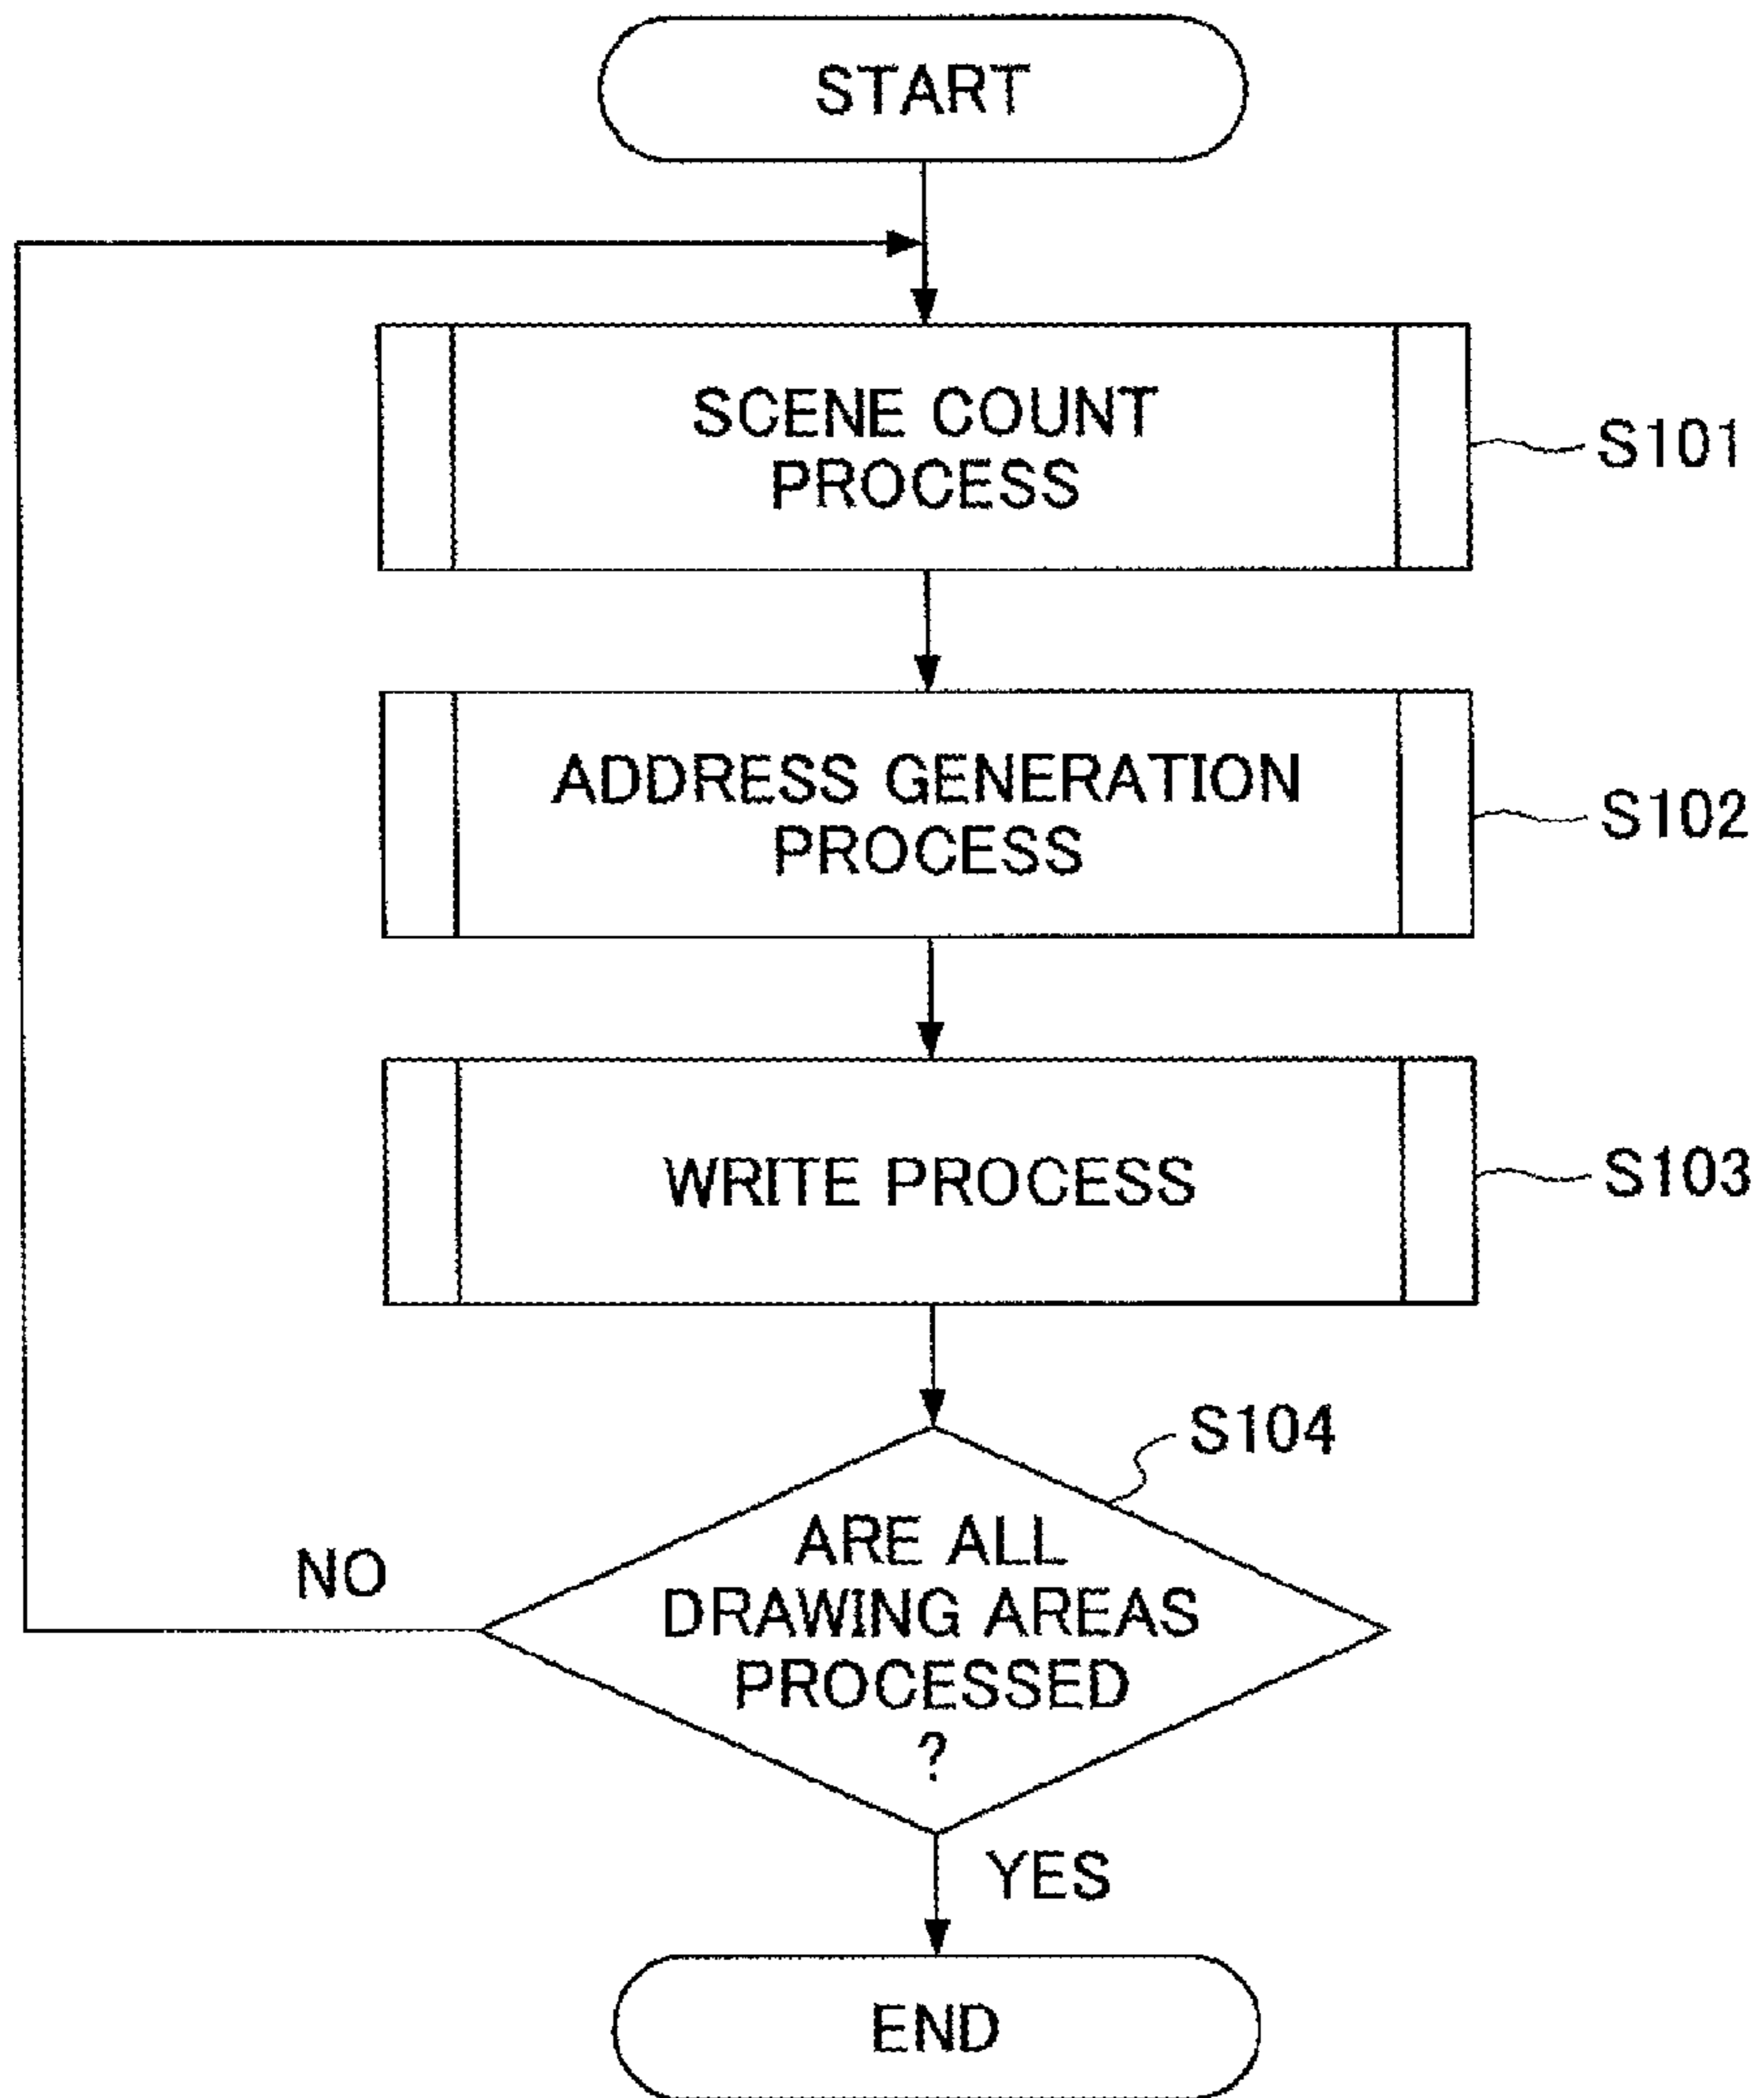 START
SCENE COUNT
PROCESS
S101
ADDRESS GENERATION
PROCESS
S102
WRITE PROCESS
S103
S104
ARE ALL
DRAWING AREAS
PROCESSED
?
NO
YES
END